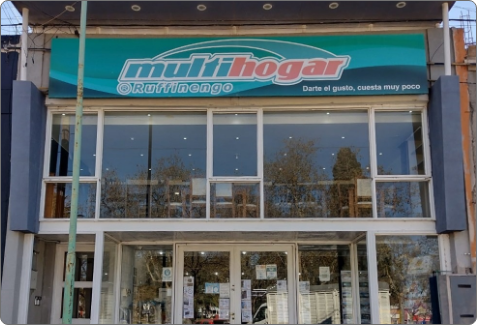 multihogar
@Ruffinengo
Darte el gusto, cuesta muy poco